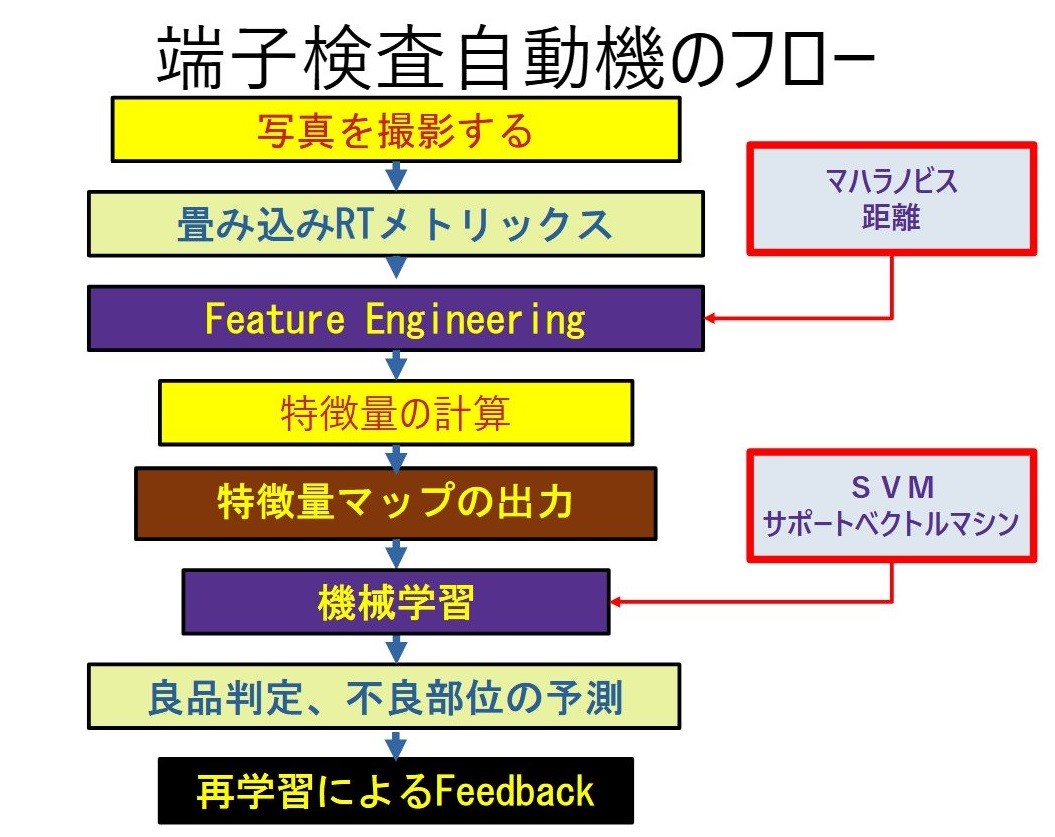 端子検査自動機のフロー
写真を撮影する
畳み込みRTメトリックス
マハラノビス
距離
Feature Engineering
特徴量の計算
特徴量マップの出力
ＳＶＭ
サポートベクトルマシン
機械学習
良品判定、不良部位の予測
再学習によるFeedback